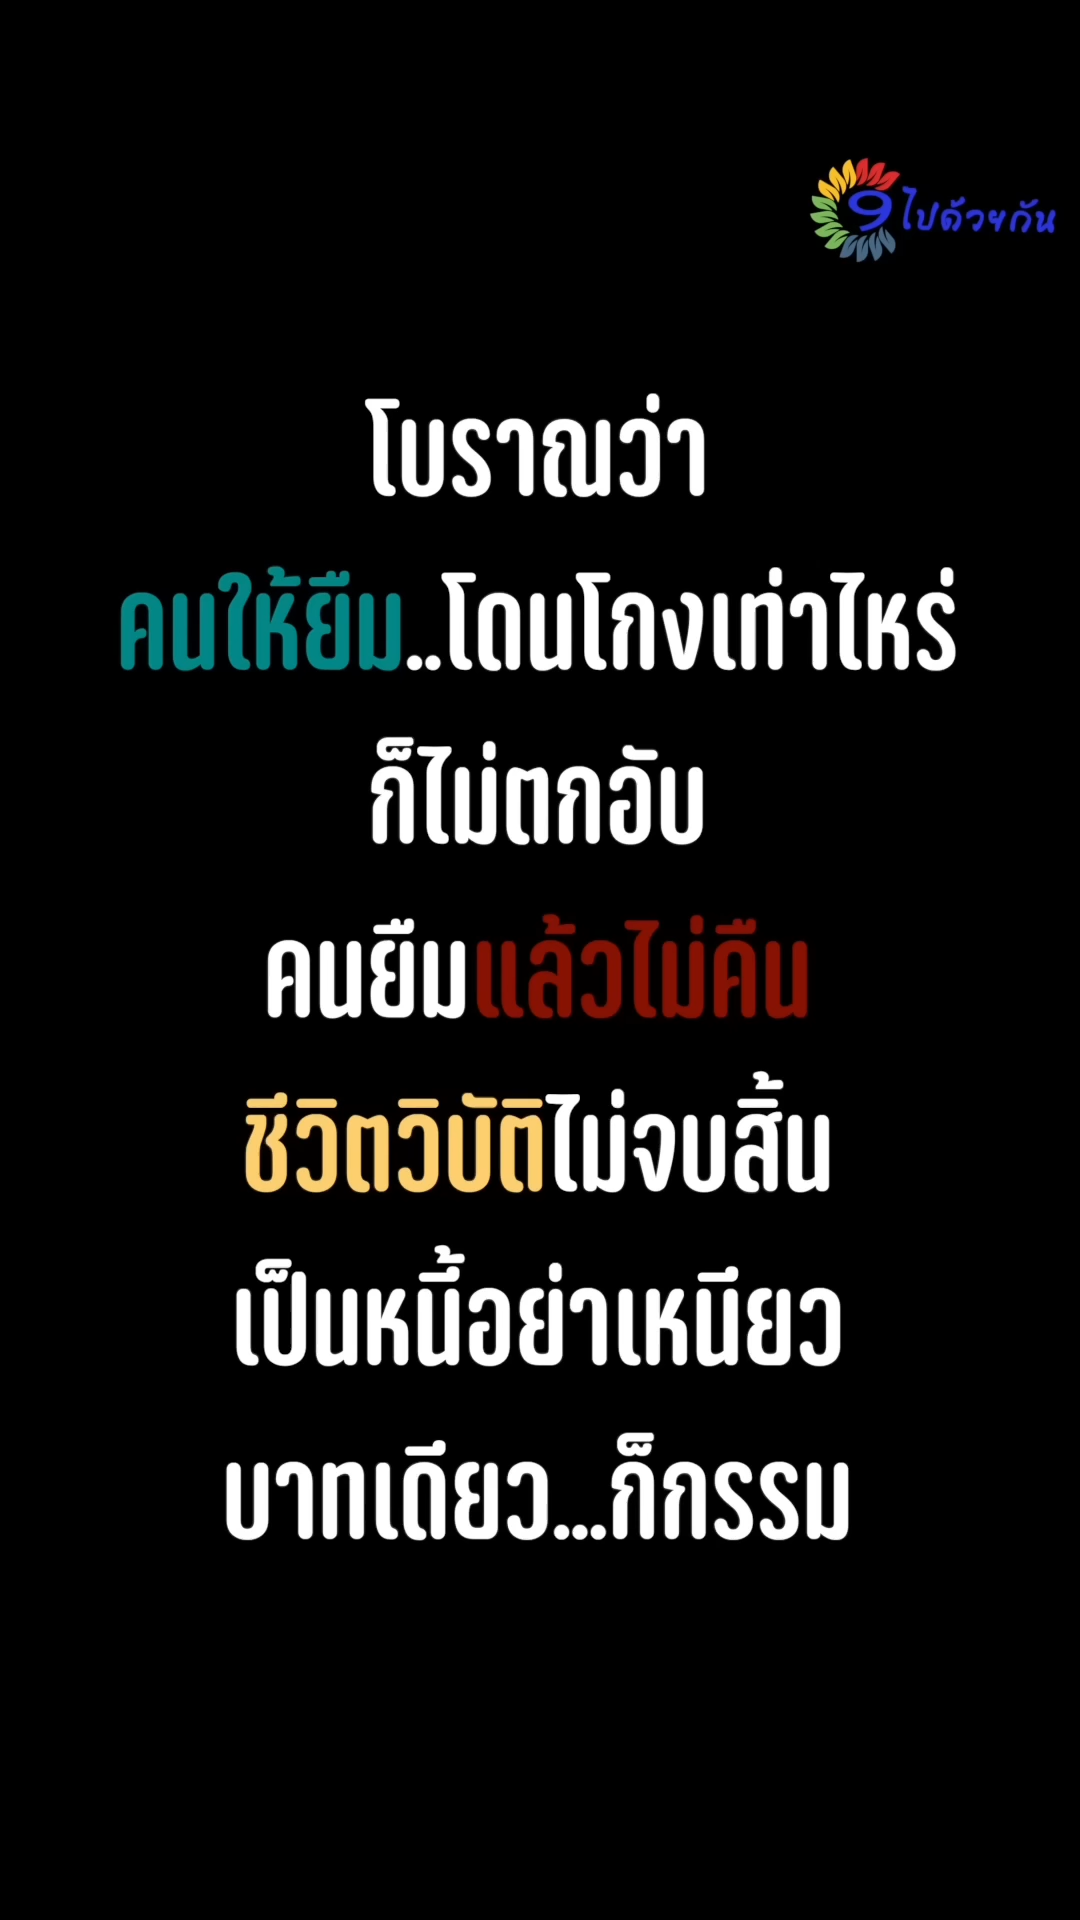 9 ไปด้วยกัน
โบราณว่า
คนให้ยืม..โดนโกงเท่าไหร่
ก็ไม่ตกอับ
คนยืมแล้วไม่คืน
ชีวิตวิบัติไม่จบสิ้น
เป็นหนี้อย่าเหนียว
บาทเดียว...ก็กรรม